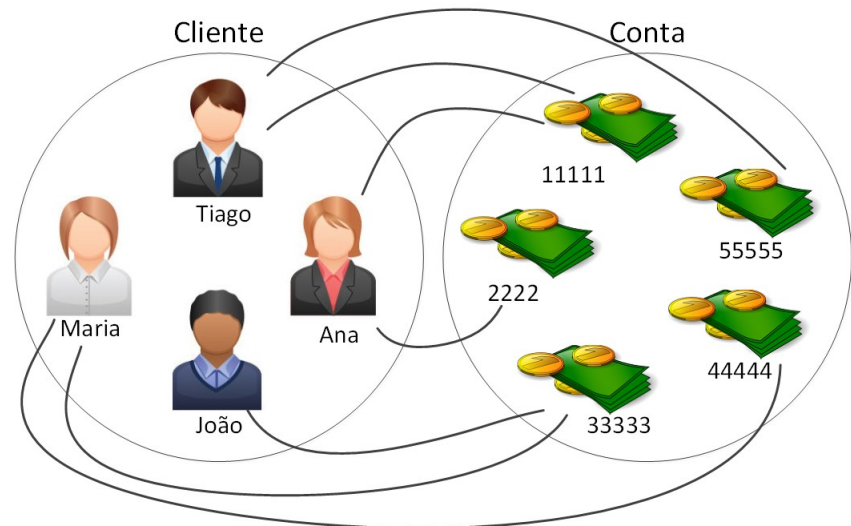 Cliente
Conta
Tiago
11111
55555
2222
Maria
Ana
44444
João
33333